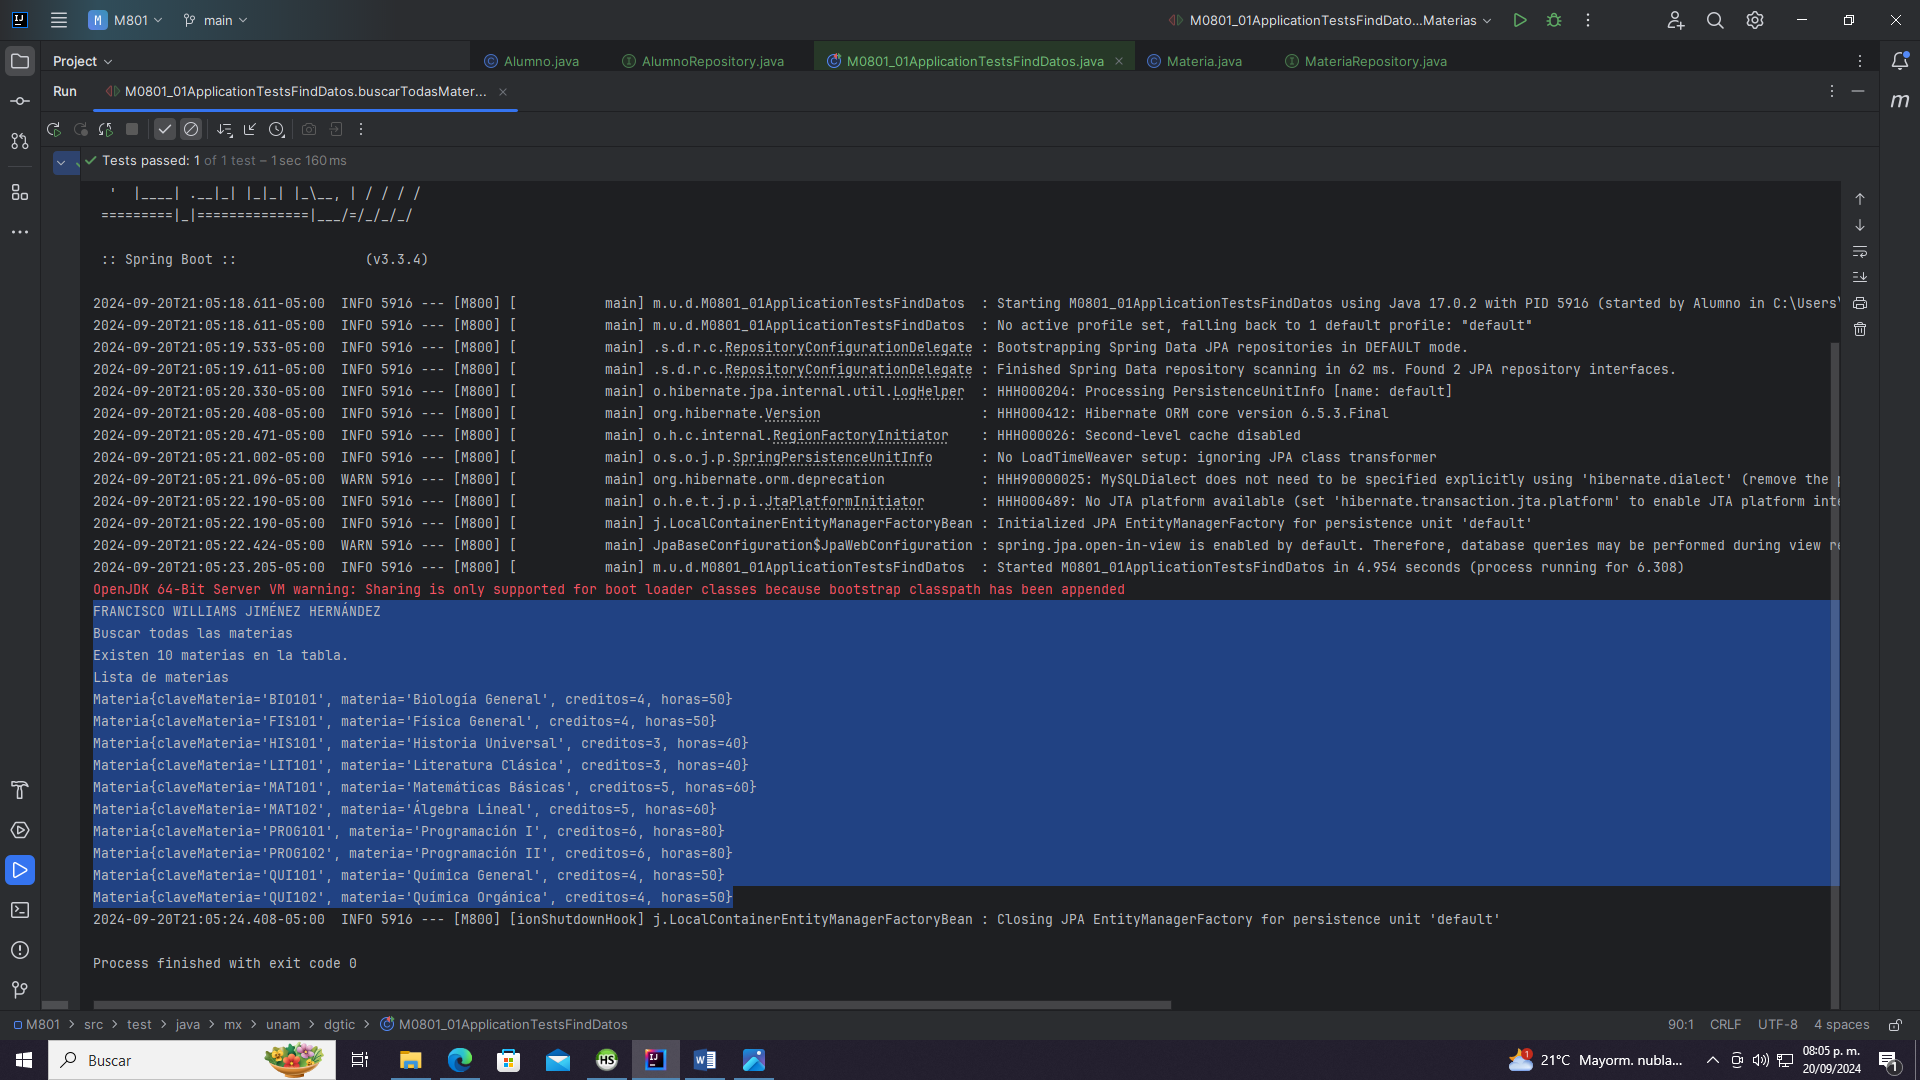 M M801 main M0801_01ApplicationTestsFindDato...Materias
Project Alumno.java AlumnoRepository.java M0801_01ApplicationTestsFindDatos.java Materia.java MateriaRepository.java
Run M0801_01ApplicationTestsFindDatos.buscarTodasMater...
Tests passed: 1 of 1 test – 1 sec 160 ms
'  |____| .__|_| |_|_| |_\__, | / / / /
=========|_|==============|___/=/_/_/_/
:: Spring Boot ::                (v3.3.4)
2024-09-20T21:05:18.611-05:00  INFO 5916 --- [M800] [           main] m.u.d.M0801_01ApplicationTestsFindDatos  : Starting M0801_01ApplicationTestsFindDatos using Java 17.0.2 with PID 5916 (started by Alumno in C:\Users\
2024-09-20T21:05:18.611-05:00  INFO 5916 --- [M800] [           main] m.u.d.M0801_01ApplicationTestsFindDatos  : No active profile set, falling back to 1 default profile: "default"
2024-09-20T21:05:19.533-05:00  INFO 5916 --- [M800] [           main] .s.d.r.c.RepositoryConfigurationDelegate : Bootstrapping Spring Data JPA repositories in DEFAULT mode.
2024-09-20T21:05:19.611-05:00  INFO 5916 --- [M800] [           main] .s.d.r.c.RepositoryConfigurationDelegate : Finished Spring Data repository scanning in 62 ms. Found 2 JPA repository interfaces.
2024-09-20T21:05:20.330-05:00  INFO 5916 --- [M800] [           main] o.hibernate.jpa.internal.util.LogHelper  : HHH000204: Processing PersistenceUnitInfo [name: default]
2024-09-20T21:05:20.408-05:00  INFO 5916 --- [M800] [           main] org.hibernate.Version                    : HHH000412: Hibernate ORM core version 6.5.3.Final
2024-09-20T21:05:20.471-05:00  INFO 5916 --- [M800] [           main] o.h.c.internal.RegionFactoryInitiator    : HHH000026: Second-level cache disabled
2024-09-20T21:05:21.002-05:00  INFO 5916 --- [M800] [           main] o.s.o.j.p.SpringPersistenceUnitInfo      : No LoadTimeWeaver setup: ignoring JPA class transformer
2024-09-20T21:05:21.096-05:00  WARN 5916 --- [M800] [           main] org.hibernate.orm.deprecation            : HHH90000025: MySQLDialect does not need to be specified explicitly using 'hibernate.dialect' (remove the p
2024-09-20T21:05:22.190-05:00  INFO 5916 --- [M800] [           main] o.h.e.t.j.p.i.JtaPlatformInitiator       : HHH000489: No JTA platform available (set 'hibernate.transaction.jta.platform' to enable JTA platform inte
2024-09-20T21:05:22.190-05:00  INFO 5916 --- [M800] [           main] j.LocalContainerEntityManagerFactoryBean : Initialized JPA EntityManagerFactory for persistence unit 'default'
2024-09-20T21:05:22.424-05:00  WARN 5916 --- [M800] [           main] JpaBaseConfiguration$JpaWebConfiguration : spring.jpa.open-in-view is enabled by default. Therefore, database queries may be performed during view re
2024-09-20T21:05:23.205-05:00  INFO 5916 --- [M800] [           main] m.u.d.M0801_01ApplicationTestsFindDatos  : Started M0801_01ApplicationTestsFindDatos in 4.954 seconds (process running for 6.308)
OpenJDK 64-Bit Server VM warning: Sharing is only supported for boot loader classes because bootstrap classpath has been appended
FRANCISCO WILLIAMS JIMÉNEZ HERNÁNDEZ
Buscar todas las materias
Existen 10 materias en la tabla.
Lista de materias
Materia{claveMateria='BIO101', materia='Biología General', creditos=4, horas=50}
Materia{claveMateria='FIS101', materia='Física General', creditos=4, horas=50}
Materia{claveMateria='HIS101', materia='Historia Universal', creditos=3, horas=40}
Materia{claveMateria='LIT101', materia='Literatura Clásica', creditos=3, horas=40}
Materia{claveMateria='MAT101', materia='Matemáticas Básicas', creditos=5, horas=60}
Materia{claveMateria='MAT102', materia='Álgebra Lineal', creditos=5, horas=60}
Materia{claveMateria='PROG101', materia='Programación I', creditos=6, horas=80}
Materia{claveMateria='PROG102', materia='Programación II', creditos=6, horas=80}
Materia{claveMateria='QUI101', materia='Química General', creditos=4, horas=50}
Materia{claveMateria='QUI102', materia='Química Orgánica', creditos=4, horas=50}
2024-09-20T21:05:24.408-05:00  INFO 5916 --- [M800] [ionShutdownHook] j.LocalContainerEntityManagerFactoryBean : Closing JPA EntityManagerFactory for persistence unit 'default'
Process finished with exit code 0
M801 > src > test > java > mx > unam > dgtic > M0801_01ApplicationTestsFindDatos 90:1 CRLF UTF-8 4 spaces
Buscar 21°C Mayorm. nubla... 08:05 p. m.
20/09/2024